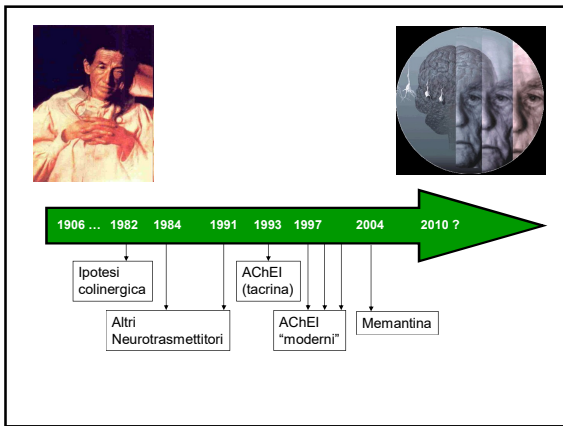 1906 ... 1982 1984 1991 1993 1997 2004 2010 ?
Ipotesi
colinergica
AChEI
(tacrina)
Altri
Neurotrasmettitori
AChEI
“moderni”
Memantina